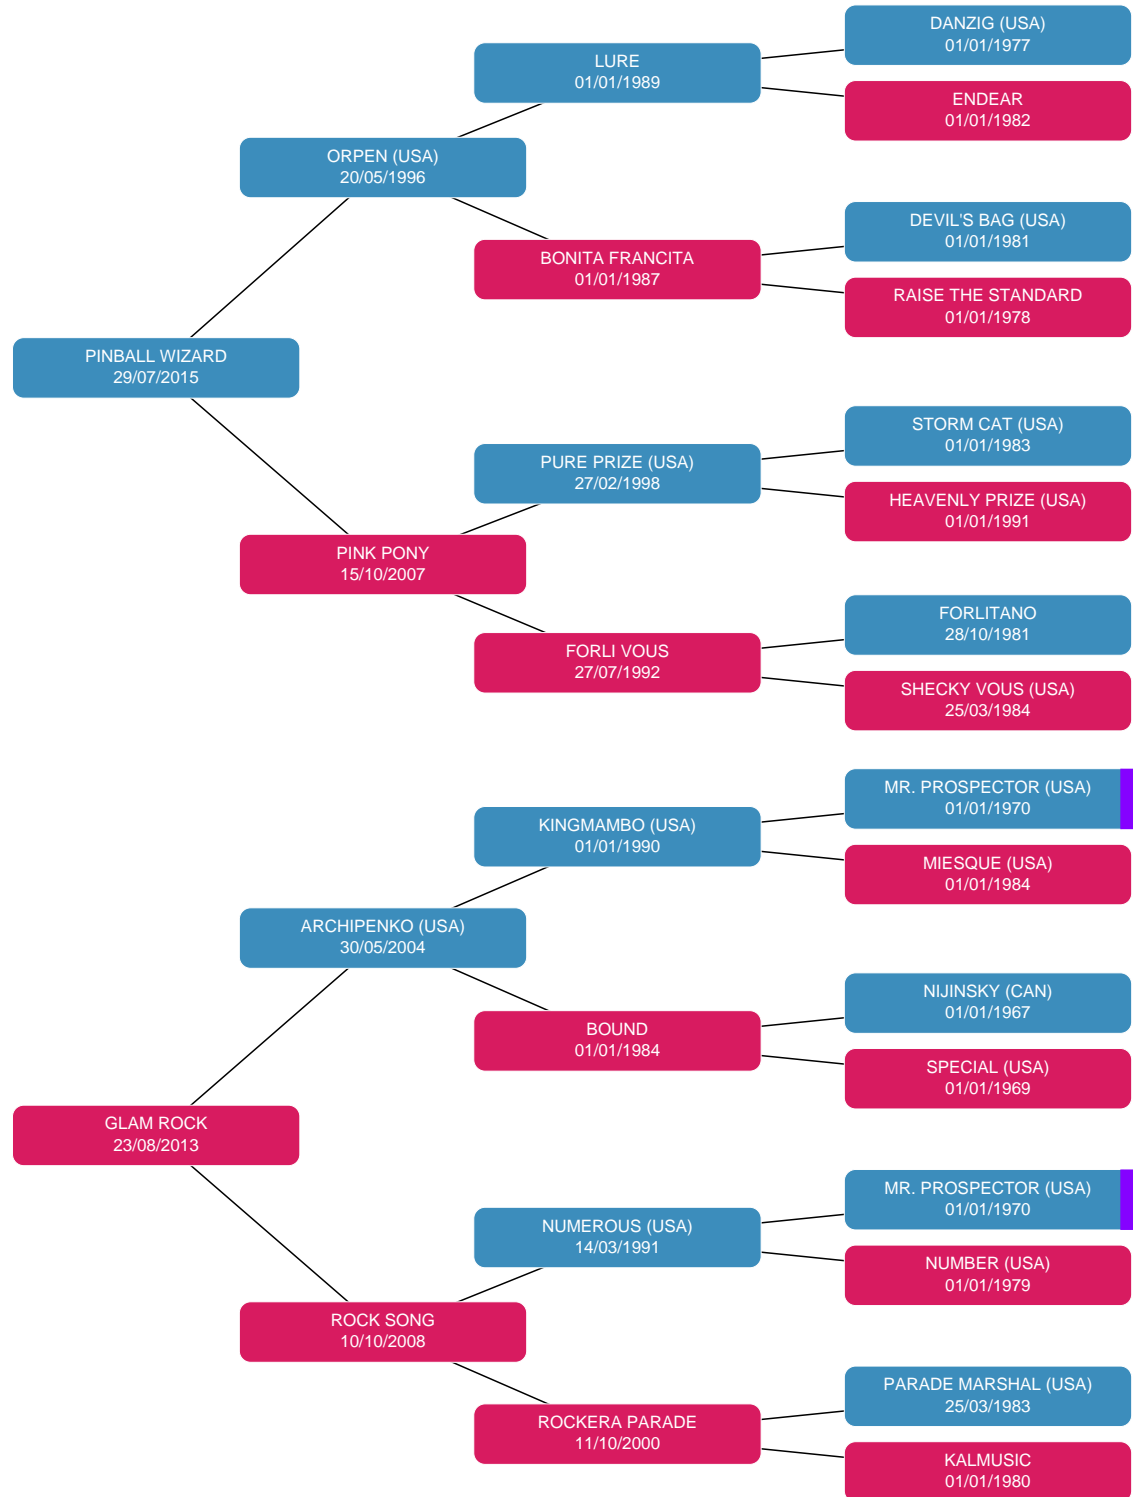 DANZIG (USA)
01/01/1977
LURE
01/01/1989
ENDEAR
01/01/1982
ORPEN (USA)
20/05/1996
DEVIL'S BAG (USA)
01/01/1981
BONITA FRANCITA
01/01/1987
RAISE THE STANDARD
01/01/1978
PINBALL WIZARD
29/07/2015
STORM CAT (USA)
01/01/1983
PURE PRIZE (USA)
27/02/1998
HEAVENLY PRIZE (USA)
01/01/1991
PINK PONY
15/10/2007
FORLITANO
28/10/1981
FORLI VOUS
27/07/1992
SHECKY VOUS (USA)
25/03/1984
MR. PROSPECTOR (USA)
01/01/1970
KINGMAMBO (USA)
01/01/1990
MIESQUE (USA)
01/01/1984
ARCHIPENKO (USA)
30/05/2004
NIJINSKY (CAN)
01/01/1967
BOUND
01/01/1984
SPECIAL (USA)
01/01/1969
GLAM ROCK
23/08/2013
MR. PROSPECTOR (USA)
01/01/1970
NUMEROUS (USA)
14/03/1991
NUMBER (USA)
01/01/1979
ROCK SONG
10/10/2008
PARADE MARSHAL (USA)
25/03/1983
ROCKERA PARADE
11/10/2000
KALMUSIC
01/01/1980